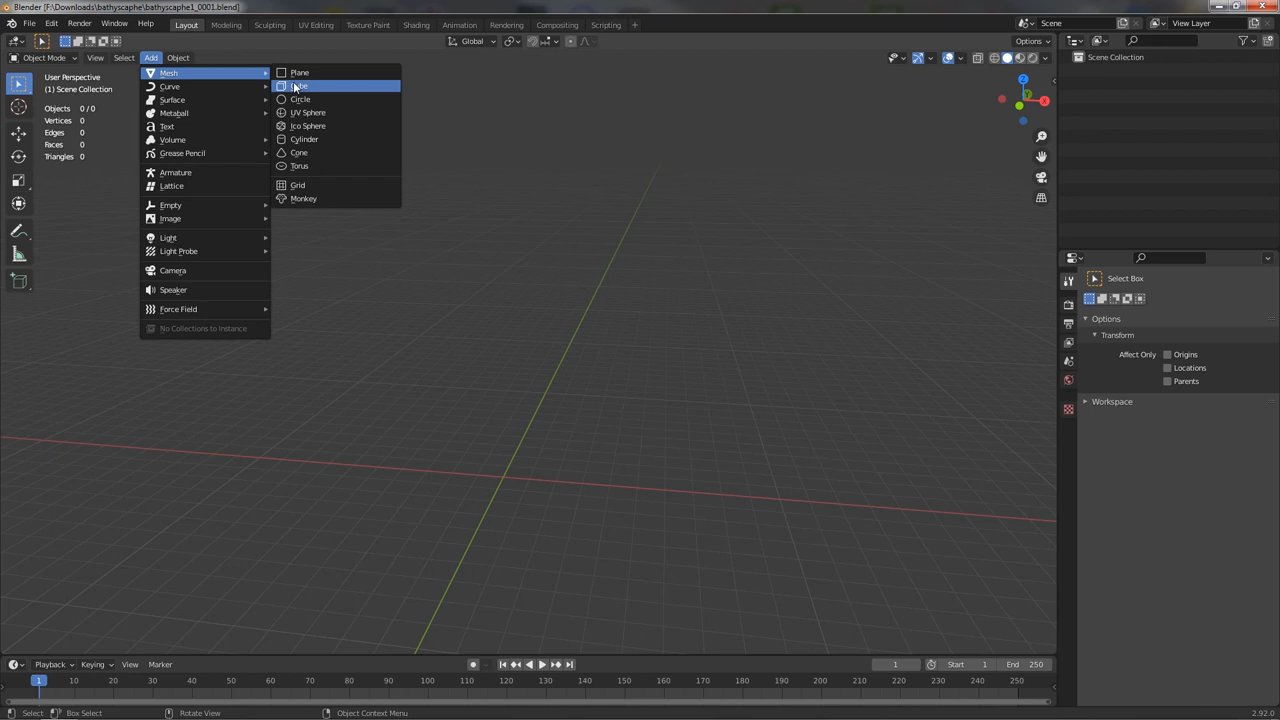 Blender [F:\Downloads\bathyscaphe\bathyscaphe1_0001.blend]
File Edit Render Window Help Layout Modeling Sculpting UV Editing Texture Paint Shading Animation Rendering Compositing Scripting + Scene View Layer
Global Options
Object Mode View Select Add Object
User Perspective
(1) Scene Collection
Objects 0 / 0
Vertices 0
Edges 0
Faces 0
Triangles 0
Mesh
Curve
Surface
Metaball
Text
Volume
Grease Pencil
Armature
Lattice
Empty
Image
Light
Light Probe
Camera
Speaker
Force Field
No Collections to Instance
Plane
Cube
Circle
UV Sphere
Ico Sphere
Cylinder
Cone
Torus
Grid
Monkey
Z
Y
X
Scene Collection
Select Box
Options
Transform
Affect Only Origins
Locations
Parents
Workspace
Playback Keying View Marker 1 Start 1 End 250
1 10 20 30 40 50 60 70 80 90 100 110 120 130 140 150 160 170 180 190 200 210 220 230 240 250
Select Box Select Rotate View Object Context Menu 2.92.0